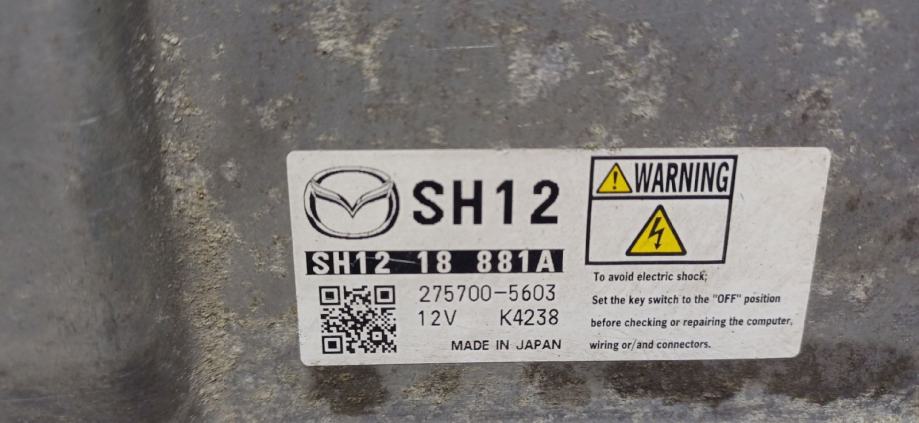 SH12
SH12 18 881A
275700-5603
12V K4238
MADE IN JAPAN
WARNING
To avoid electric shock;
Set the key switch to the "OFF" position
before checking or repairing the computer,
wiring or/and connectors.